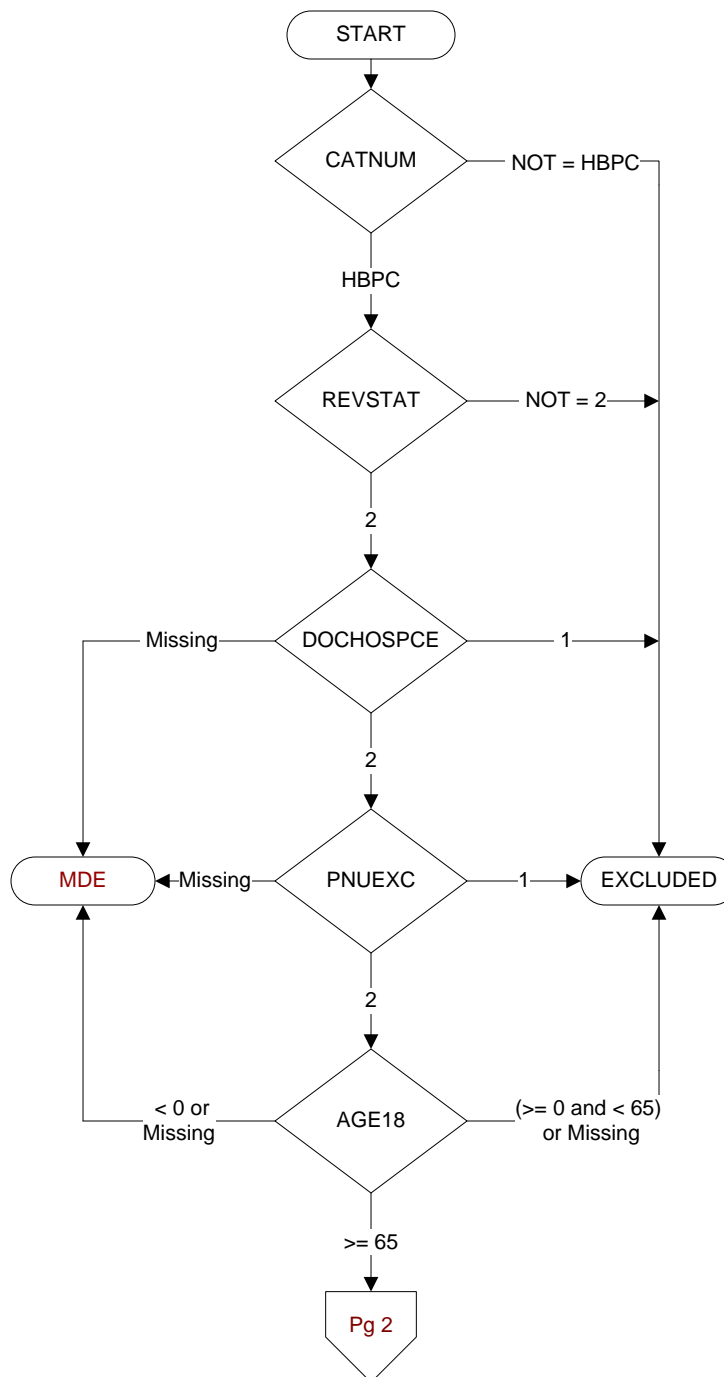 START
CATNUM
NOT = HBPC
HBPC
REVSTAT
NOT = 2
2
Missing
DOCHOSPCE
1
2
MDE
Missing
PNUEXC
1
EXCLUDED
2
< 0 or
Missing
AGE18
(>= 0 and < 65)
or Missing
>= 65
Pg 2